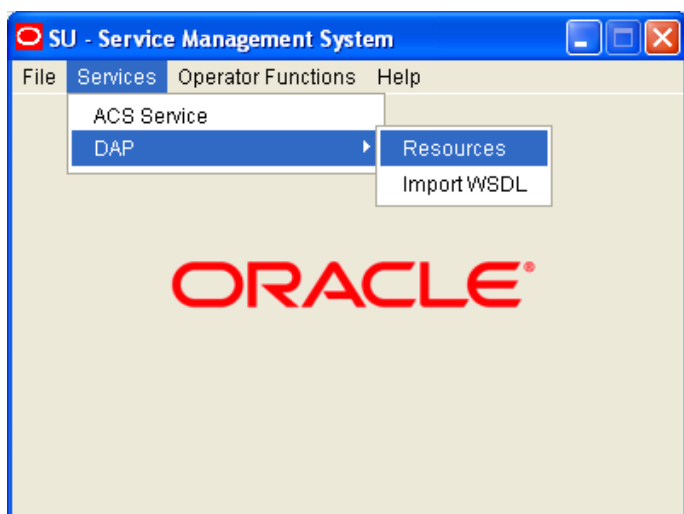 SU - Service Management System
File Services Operator Functions Help
ACS Service
DAP Resources
Import WSDL
ORACLE®